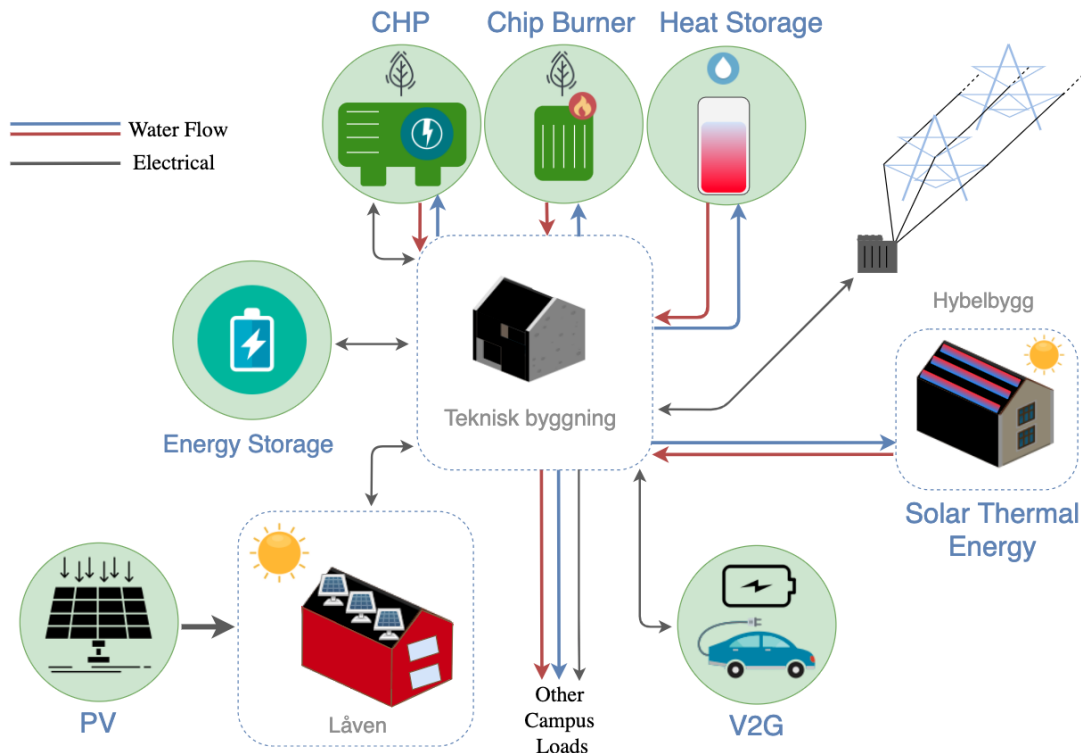 CHP
Chip Burner
Heat Storage
Water Flow
Electrical
Hybelbygg
Teknisk byggning
Energy Storage
Solar Thermal
Energy
PV
Låven
Other
Campus
Loads
V2G